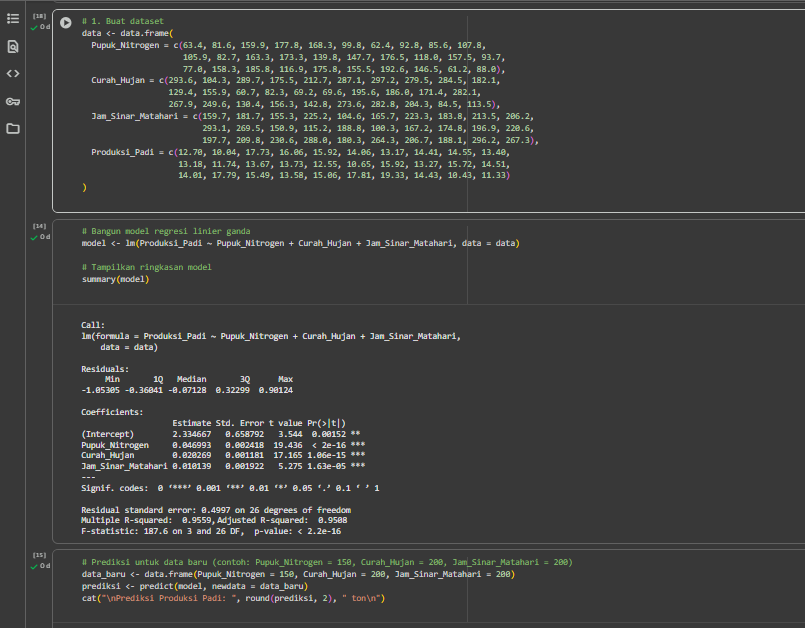 [18]
0 d
# 1. Buat dataset
data <- data.frame(
Pupuk_Nitrogen = c(63.4, 81.6, 159.9, 177.8, 168.3, 99.8, 62.4, 92.8, 85.6, 107.8,
105.9, 82.7, 163.3, 173.3, 139.8, 147.7, 176.5, 118.0, 157.5, 93.7,
77.0, 158.3, 185.8, 116.9, 175.8, 155.5, 192.6, 146.5, 61.2, 88.0),
Curah_Hujan = c(293.6, 104.3, 289.7, 175.5, 212.7, 287.1, 297.2, 279.5, 284.5, 182.1,
129.4, 155.9, 60.7, 82.3, 69.2, 69.6, 195.6, 186.0, 171.4, 282.1,
267.9, 249.6, 130.4, 156.3, 142.8, 273.6, 282.8, 204.3, 84.5, 113.5),
Jam_Sinar_Matahari = c(159.7, 181.7, 155.3, 225.2, 104.6, 165.7, 223.3, 183.8, 213.5, 206.2,
293.1, 269.5, 150.9, 115.2, 188.8, 100.3, 167.2, 174.8, 196.9, 220.6,
197.7, 209.8, 230.6, 288.0, 180.3, 264.3, 206.7, 188.1, 296.2, 267.3),
Produksi_Padi = c(12.70, 10.04, 17.73, 16.06, 15.92, 14.06, 13.17, 14.41, 14.55, 13.40,
13.18, 11.74, 13.67, 13.73, 12.55, 10.65, 15.92, 13.27, 15.72, 14.51,
14.01, 17.79, 15.49, 13.58, 15.06, 17.81, 19.33, 14.43, 10.43, 11.33)
)
[14]
0 d
# Bangun model regresi linier ganda
model <- lm(Produksi_Padi ~ Pupuk_Nitrogen + Curah_Hujan + Jam_Sinar_Matahari, data = data)
# Tampilkan ringkasan model
summary(model)
Call:
lm(formula = Produksi_Padi ~ Pupuk_Nitrogen + Curah_Hujan + Jam_Sinar_Matahari,
data = data)
Residuals:
Min 1Q Median 3Q Max
-1.05305 -0.36041 -0.07128 0.32299 0.90124
Coefficients:
Estimate Std. Error t value Pr(>|t|)
(Intercept) 2.334667 0.658792 3.544 0.00152 **
Pupuk_Nitrogen 0.046993 0.002418 19.436 < 2e-16 ***
Curah_Hujan 0.020269 0.001181 17.165 1.06e-15 ***
Jam_Sinar_Matahari 0.010139 0.001922 5.275 1.63e-05 ***
---
Signif. codes: 0 ‘***’ 0.001 ‘**’ 0.01 ‘*’ 0.05 ‘.’ 0.1 ‘ ’ 1
Residual standard error: 0.4997 on 26 degrees of freedom
Multiple R-squared: 0.9559, Adjusted R-squared: 0.9508
F-statistic: 187.6 on 3 and 26 DF, p-value: < 2.2e-16
[15]
0 d
# Prediksi untuk data baru (contoh: Pupuk_Nitrogen = 150, Curah_Hujan = 200, Jam_Sinar_Matahari = 200)
data_baru <- data.frame(Pupuk_Nitrogen = 150, Curah_Hujan = 200, Jam_Sinar_Matahari = 200)
prediksi <- predict(model, newdata = data_baru)
cat("\nPrediksi Produksi Padi: ", round(prediksi, 2), " ton\n")